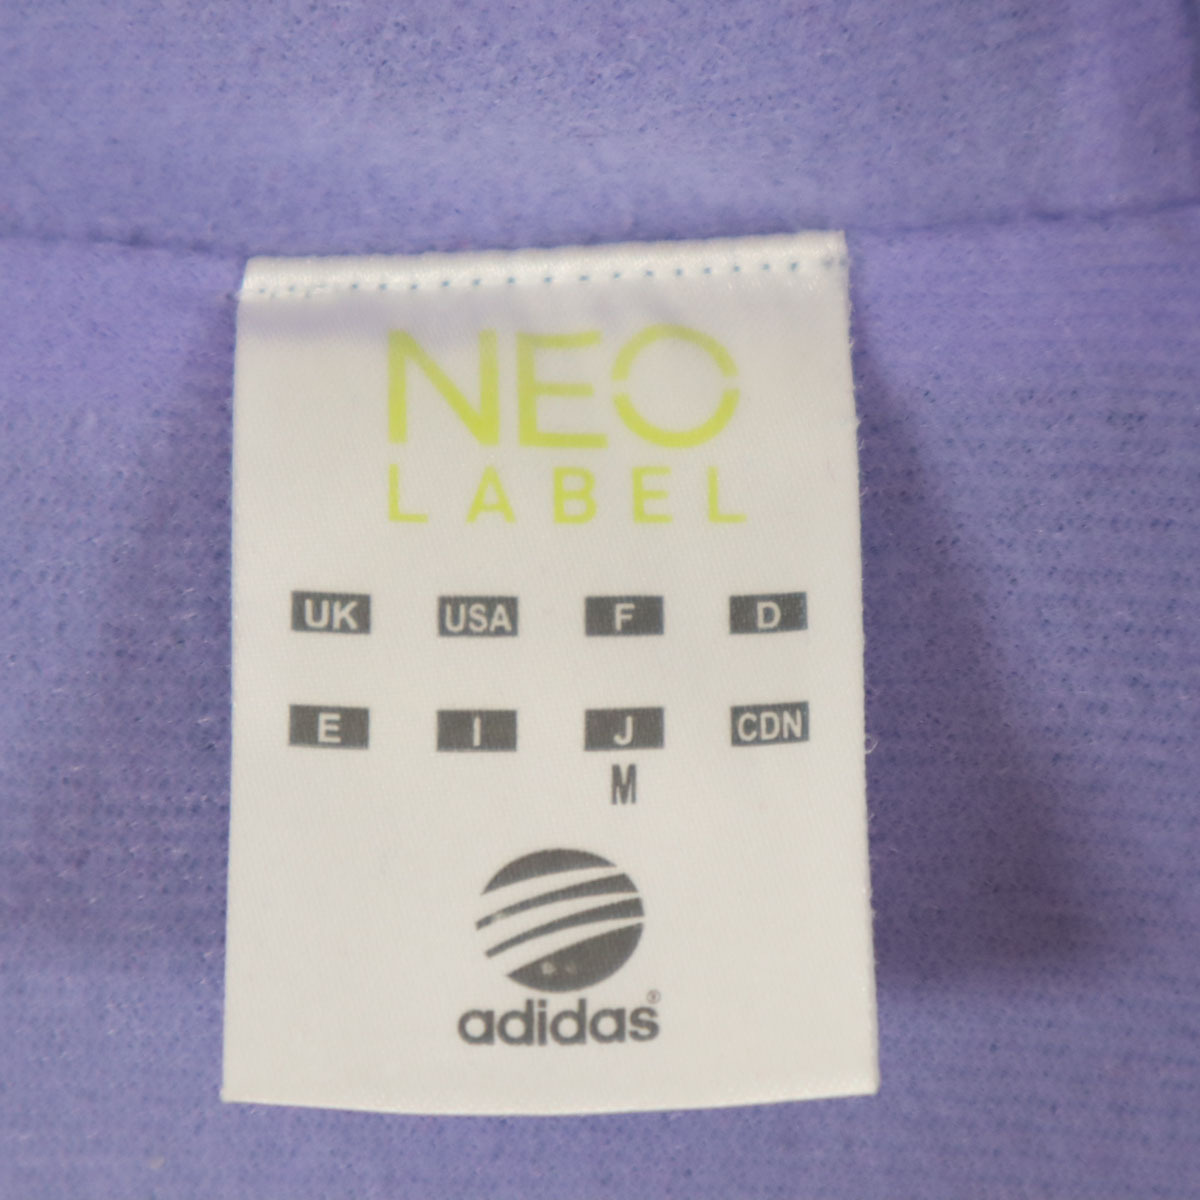 NEO
LABEL
UK USA F D
E I J CDN
M
adidas®